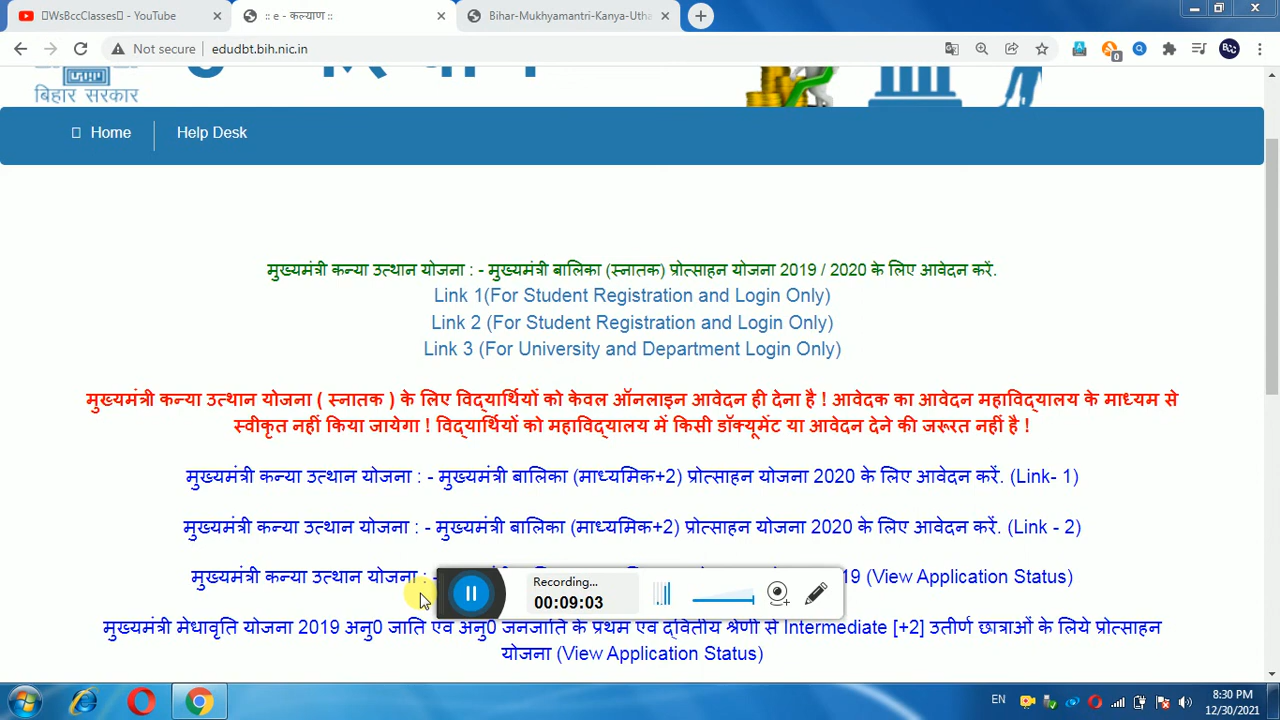 WsBccClasses - YouTube
:: e - कल्याण ::
Bihar-Mukhyamantri-Kanya-Utha
Not secure
edudbt.bih.nic.in
0
BCC
बिहार सरकार
Home
Help Desk
मुख्यमंत्री कन्या उत्थान योजना : - मुख्यमंत्री बालिका (स्नातक) प्रोत्साहन योजना 2019 / 2020 के लिए आवेदन करें.
Link 1(For Student Registration and Login Only)
Link 2 (For Student Registration and Login Only)
Link 3 (For University and Department Login Only)
मुख्यमंत्री कन्या उत्थान योजना ( स्नातक ) के लिए विद्यार्थियों को केवल ऑनलाइन आवेदन ही देना है ! आवेदक का आवेदन महाविद्यालय के माध्यम से
स्वीकृत नहीं किया जायेगा ! विद्यार्थियों को महाविद्यालय में किसी डॉक्यूमेंट या आवेदन देने की जरूरत नहीं है !
मुख्यमंत्री कन्या उत्थान योजना : - मुख्यमंत्री बालिका (माध्यमिक+2) प्रोत्साहन योजना 2020 के लिए आवेदन करें. (Link- 1)
मुख्यमंत्री कन्या उत्थान योजना : - मुख्यमंत्री बालिका (माध्यमिक+2) प्रोत्साहन योजना 2020 के लिए आवेदन करें. (Link - 2)
मुख्यमंत्री कन्या उत्थान योजना : - 19 (View Application Status)
Recording...
00:09:03
मुख्यमंत्री मेधावृति योजना 2019 अनु0 जाति एवं अनु0 जनजाति के प्रथम एवं द्वितीय श्रेणी से Intermediate [+2] उतीर्ण छात्राओं के लिये प्रोत्साहन
योजना (View Application Status)
EN
8:30 PM
12/30/2021